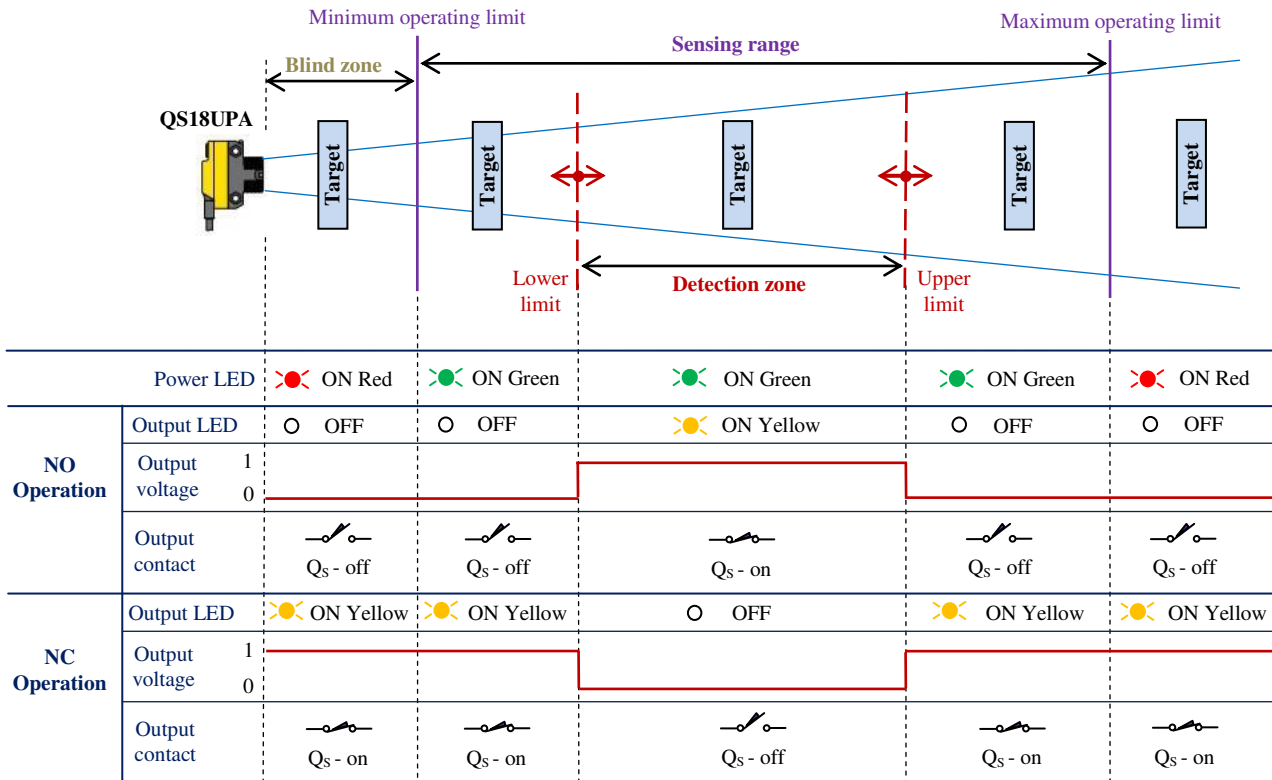 Minimum operating limit
Maximum operating limit
Sensing range
Blind zone
QS18UPA
Target
Target
Target
Target
Target
Lower
limit
Detection zone
Upper
limit
Power LED
ON Red
ON Green
ON Green
ON Green
ON Red
NO
Operation
Output LED
OFF
OFF
ON Yellow
OFF
OFF
Output
voltage
1
0
Output
contact
Qs - off
Qs - off
Qs - on
Qs - off
Qs - off
NC
Operation
Output LED
ON Yellow
ON Yellow
OFF
ON Yellow
ON Yellow
Output
voltage
1
0
Output
contact
Qs - on
Qs - on
Qs - off
Qs - on
Qs - on